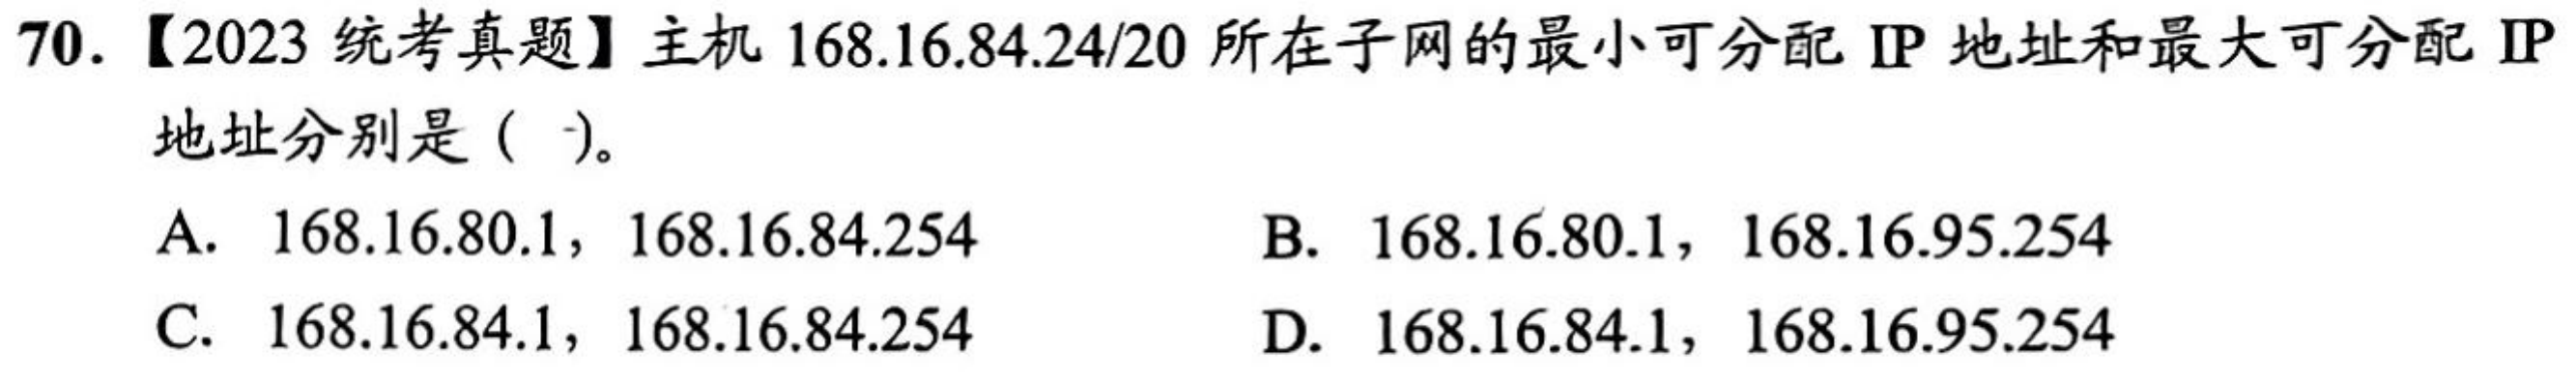 70.【2023 统考真题】主机 168.16.84.24/20 所在子网的最小可分配 IP 地址和最大可分配 IP
地址分别是（ ）。
A. 168.16.80.1，168.16.84.254 B. 168.16.80.1，168.16.95.254
C. 168.16.84.1，168.16.84.254 D. 168.16.84.1，168.16.95.254